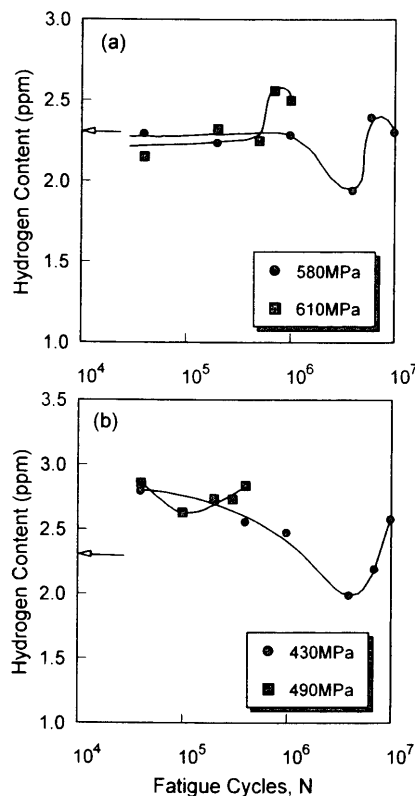 (a)
3.0
2.5
2.0
1.5
1.0
Hydrogen Content (ppm)
580MPa
610MPa
10^4
10^5
10^6
10^7
(b)
3.5
3.0
2.5
2.0
1.5
1.0
Hydrogen Content (ppm)
430MPa
490MPa
10^4
10^5
10^6
10^7
Fatigue Cycles, N